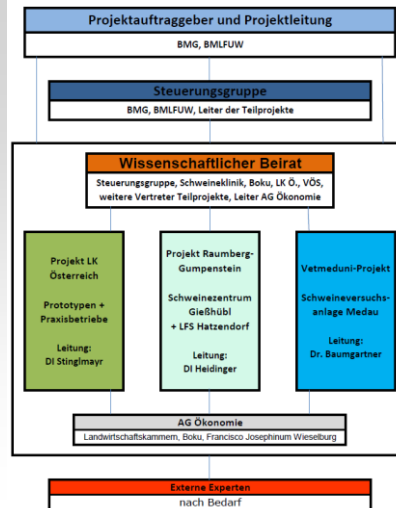 Projektauftraggeber und Projektleitung
BMG, BMLFUW
Steuerungsgruppe
BMG, BMLFUW, Leiter der Teilprojekte
Wissenschaftlicher Beirat
Steuerungsgruppe, Schweineklinik, Boku, LK Ö., VÖS,
weitere Vertreter Teilprojekte, Leiter AG Ökonomie
Projekt LK
Österreich
Prototypen +
Praxisbetriebe
Leitung:
DI Stinglmayr
Projekt Raumberg-
Gumpenstein
Schweinezentrum
Gießhübl
+ LFS Hatzendorf
Leitung:
DI Heidinger
Vetmeduni-Projekt
Schweineversuchs-
anlage Medau
Leitung:
Dr. Baumgartner
AG Ökonomie
Landwirtschaftskammern, Boku, Francisco Josephinum Wieselburg
Externe Experten
nach Bedarf